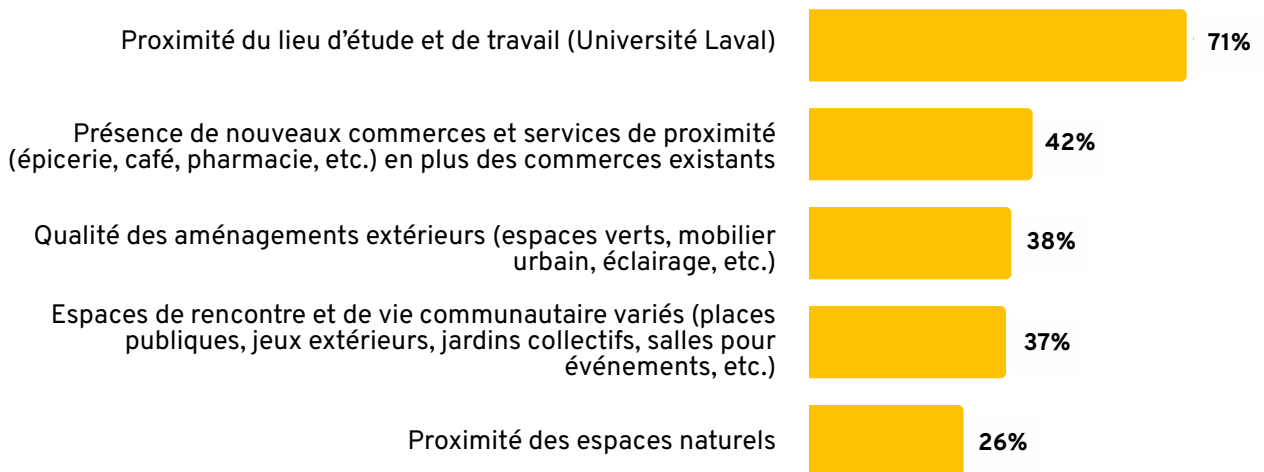 Proximité du lieu d’étude et de travail (Université Laval)
71%
Présence de nouveaux commerces et services de proximité
(épicerie, café, pharmacie, etc.) en plus des commerces existants
42%
Qualité des aménagements extérieurs (espaces verts, mobilier
urbain, éclairage, etc.)
38%
Espaces de rencontre et de vie communautaire variés (places
publiques, jeux extérieurs, jardins collectifs, salles pour
événements, etc.)
37%
Proximité des espaces naturels
26%